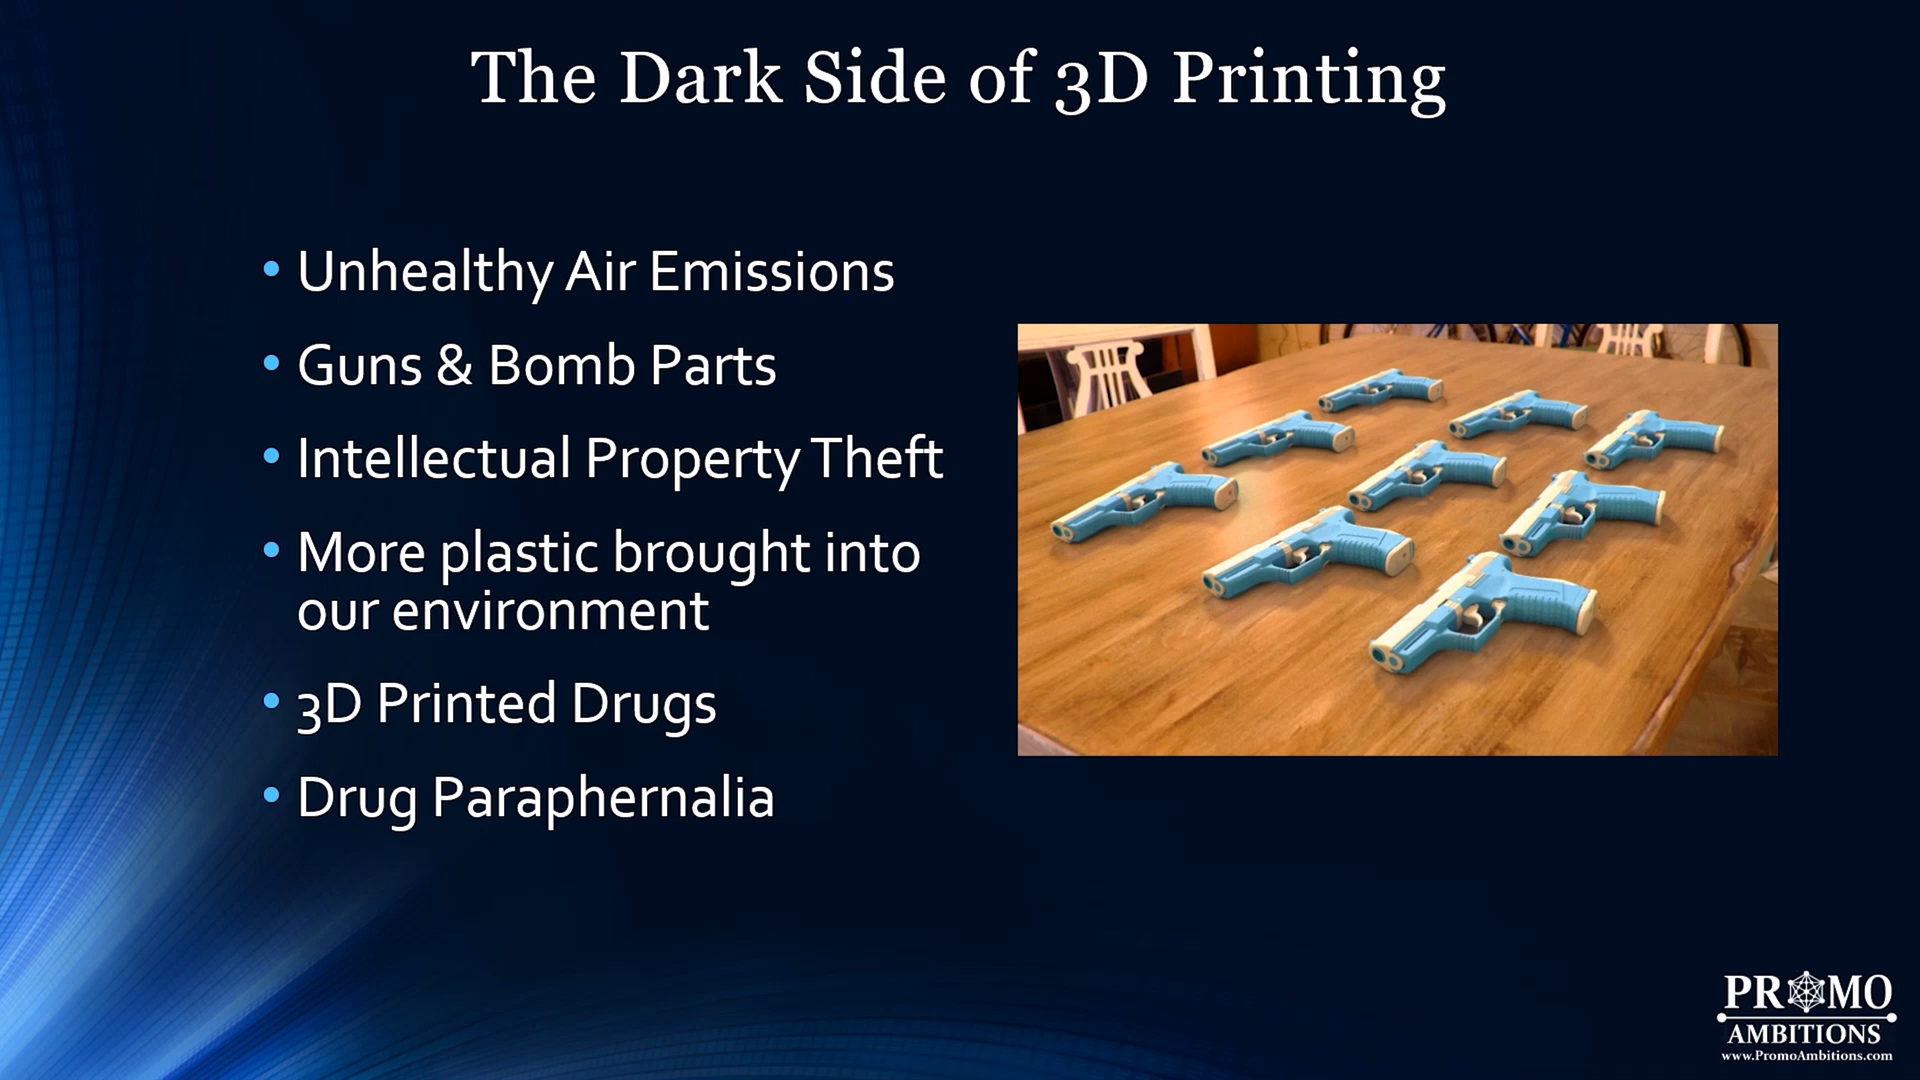 The Dark Side of 3D Printing
• Unhealthy Air Emissions
• Guns & Bomb Parts
• Intellectual Property Theft
• More plastic brought into
our environment
• 3D Printed Drugs
• Drug Paraphernalia
PROMO
AMBITIONS
www.PromoAmbitions.com